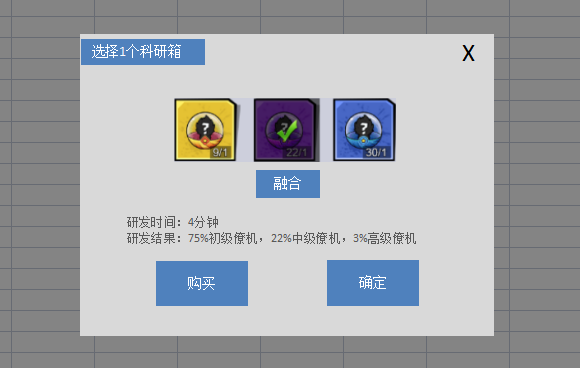 选择1个科研箱
X
? ? ?
9/1 22/1 30/1
融合
研发时间：4分钟
研发结果：75%初级僚机，22%中级僚机，3%高级僚机
购买 确定